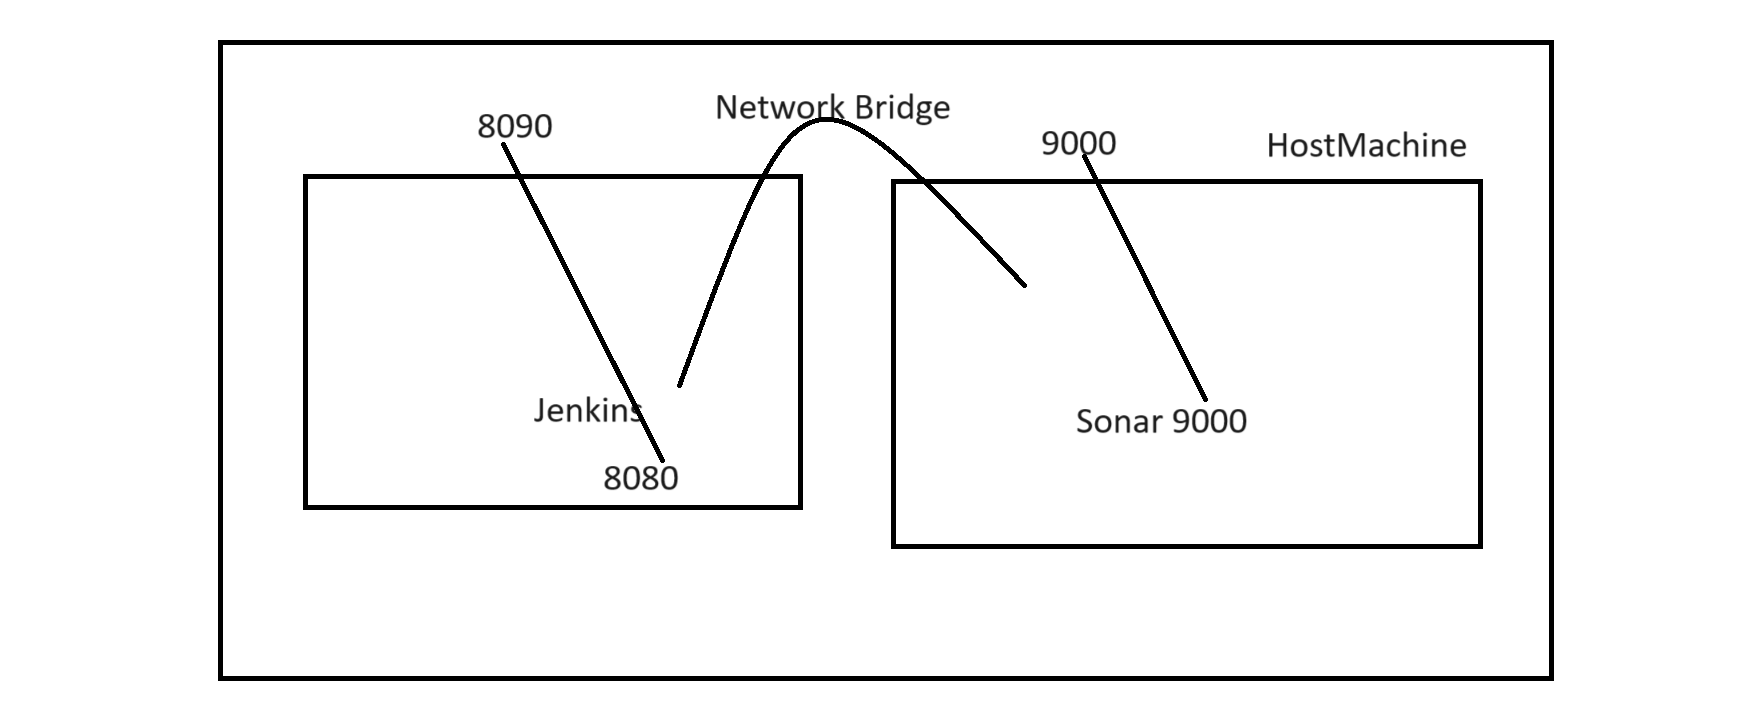 Network Bridge
8090
9000
HostMachine
Jenkins
8080
Sonar 9000